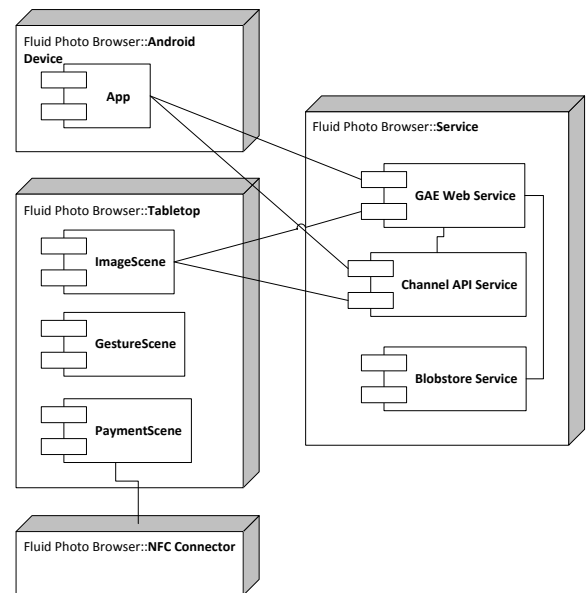 Fluid Photo Browser::Android
Device
App
Fluid Photo Browser::Service
GAE Web Service
Channel API Service
Blobstore Service
Fluid Photo Browser::Tabletop
ImageScene
GestureScene
PaymentScene
Fluid Photo Browser::NFC Connector